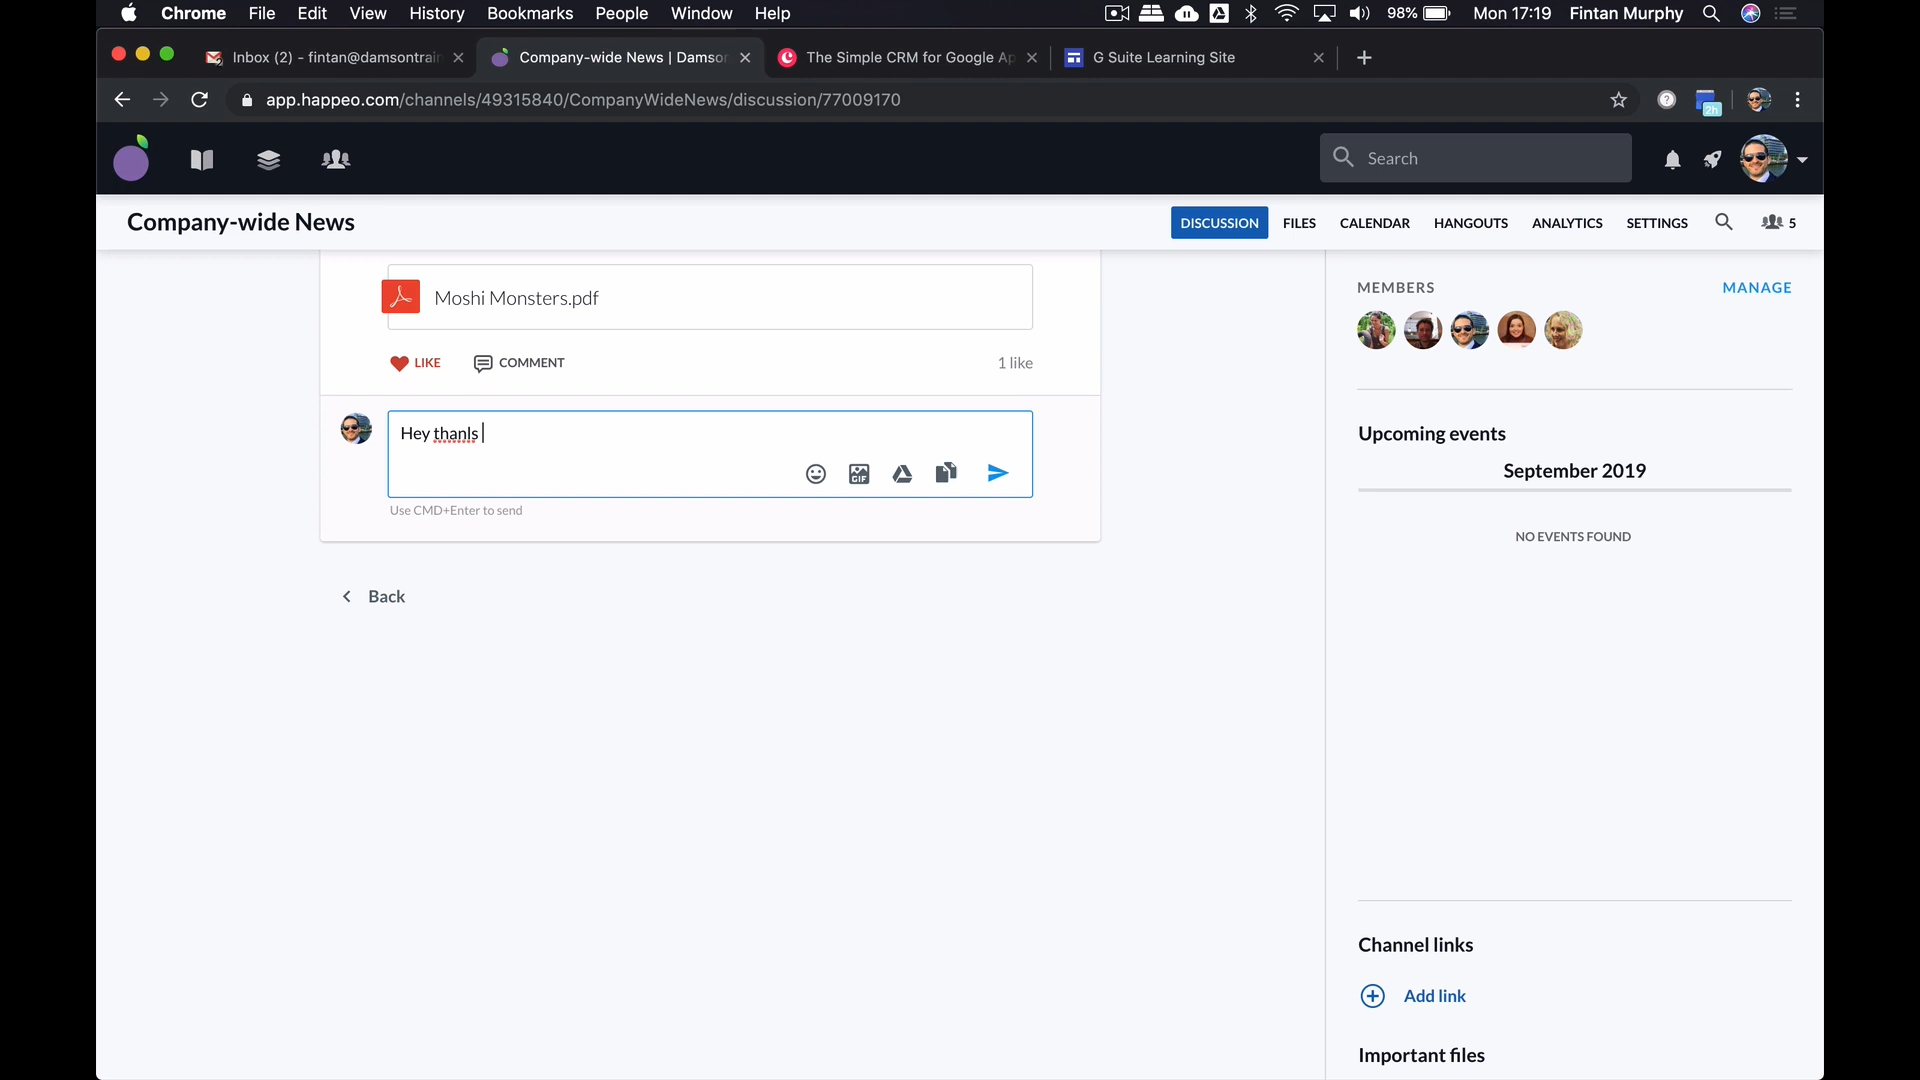 Chrome File Edit View History Bookmarks People Window Help 98% Mon 17:19 Fintan Murphy
Inbox (2) - fintan@damsontrai Company-wide News | Damso The Simple CRM for Google Ap G Suite Learning Site
app.happeo.com/channels/49315840/CompanyWideNews/discussion/77009170
2h
Search
Company-wide News DISCUSSION FILES CALENDAR HANGOUTS ANALYTICS SETTINGS 5
Moshi Monsters.pdf
LIKE COMMENT 1 like
Hey thanls
GIF
Use CMD+Enter to send
Back
MEMBERS MANAGE
Upcoming events
September 2019
NO EVENTS FOUND
Channel links
Add link
Important files